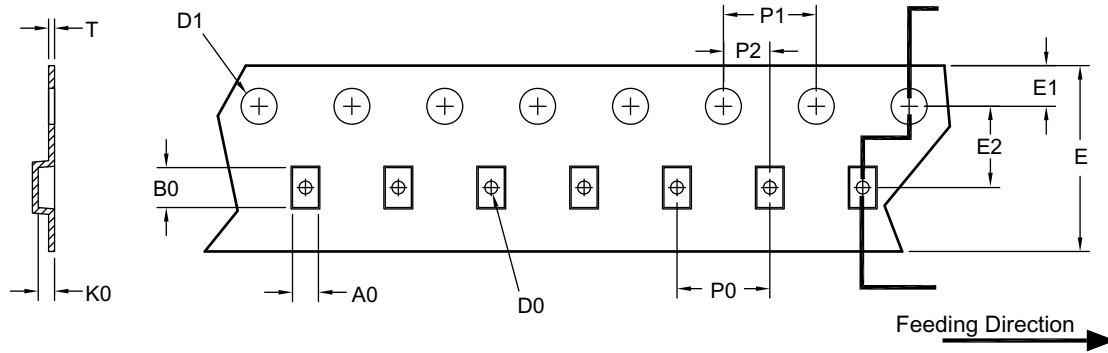 T
D1
P1
P2
E1
E2
E
B0
K0
A0
D0
P0
Feeding Direction